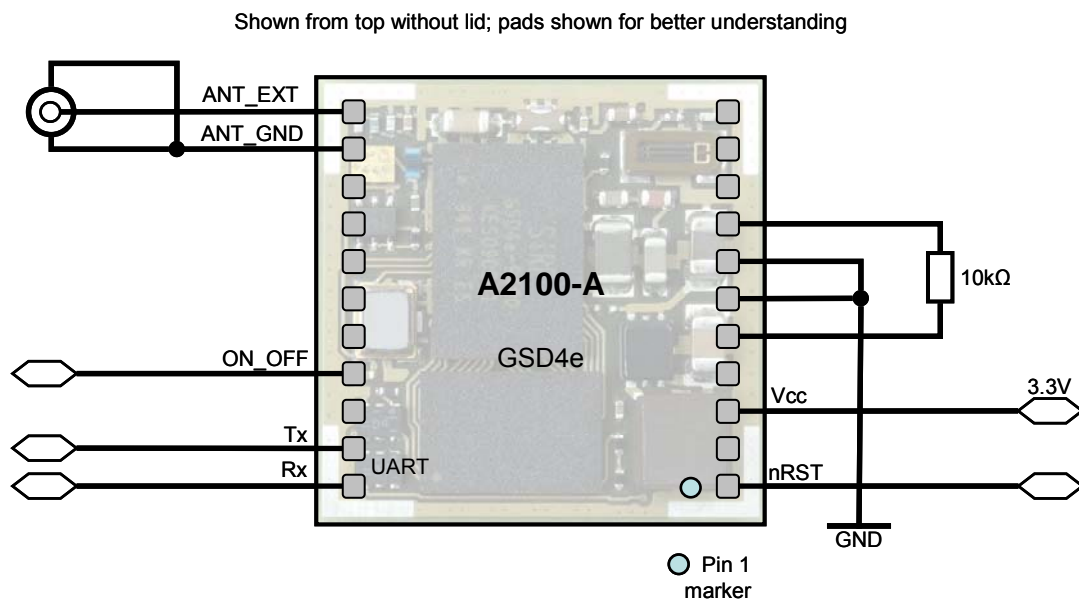 Shown from top without lid; pads shown for better understanding
ANT_EXT
ANT_GND
10kΩ
A2100-A
GSD4e
ON_OFF
Vcc
3.3V
Tx
UART
Rx
nRST
GND
Pin 1
marker